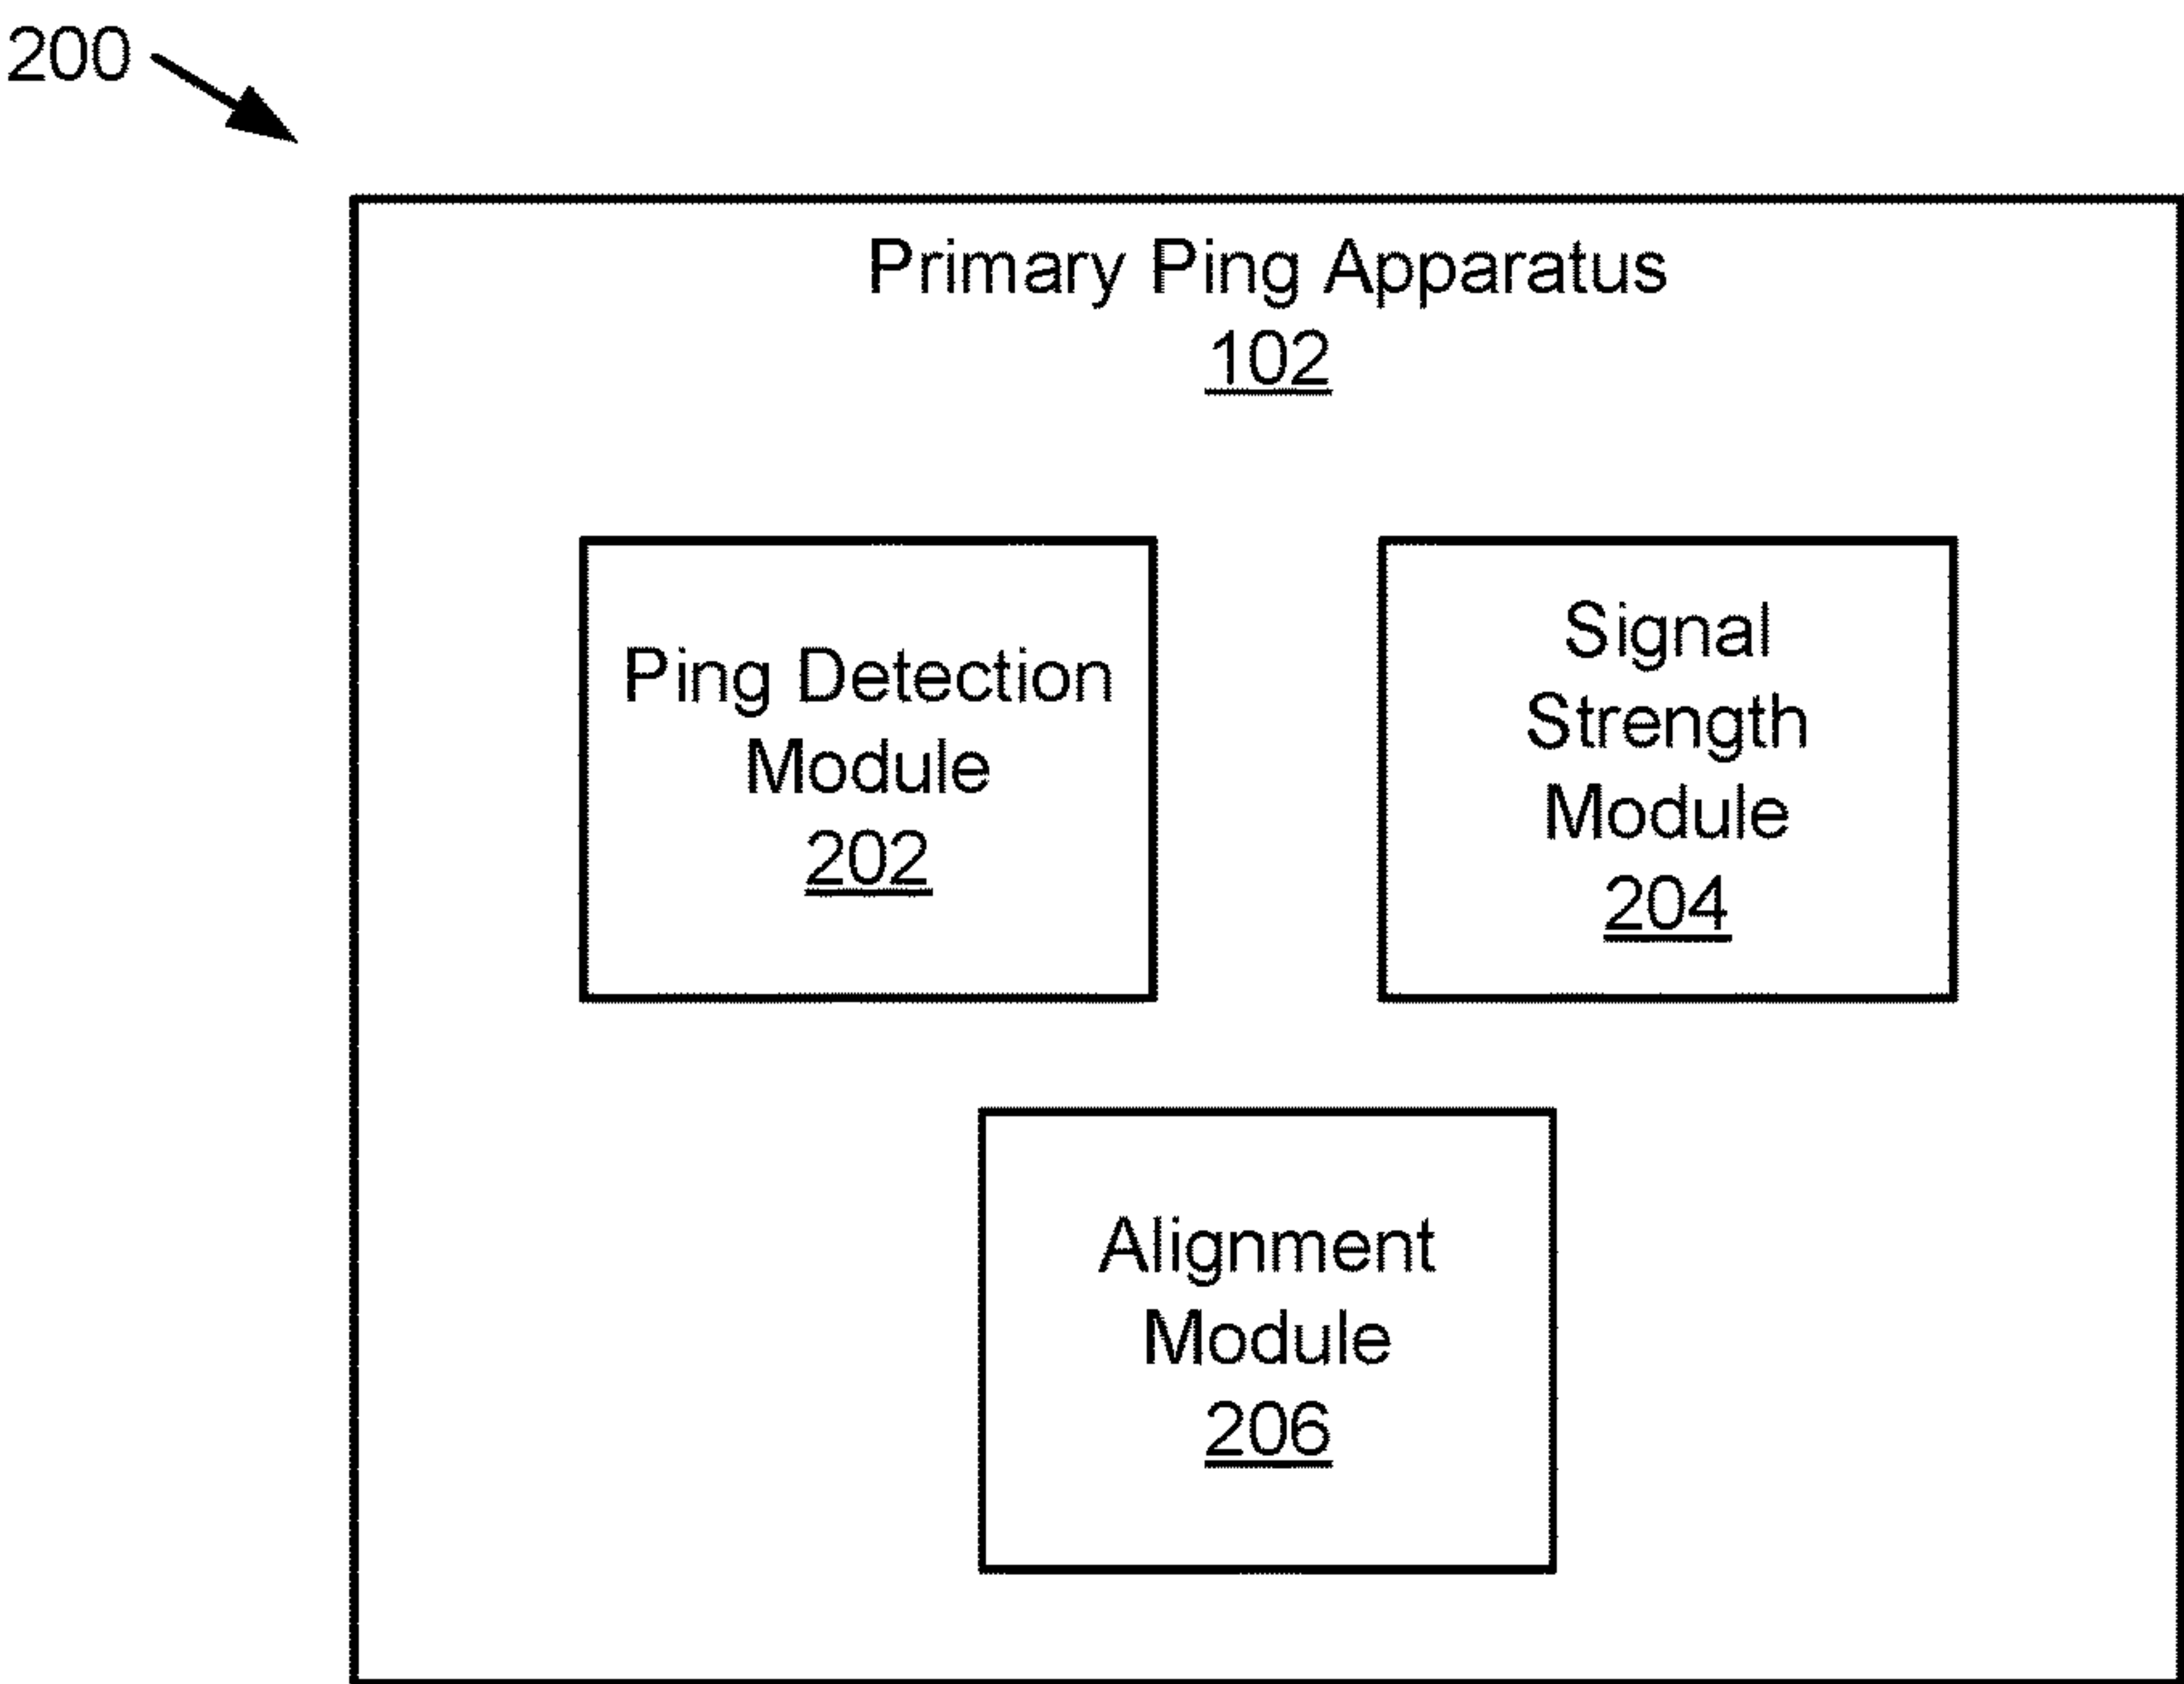 200
Primary Ping Apparatus
102
Ping Detection
Module
202
Signal
Strength
Module
204
Alignment
Module
206